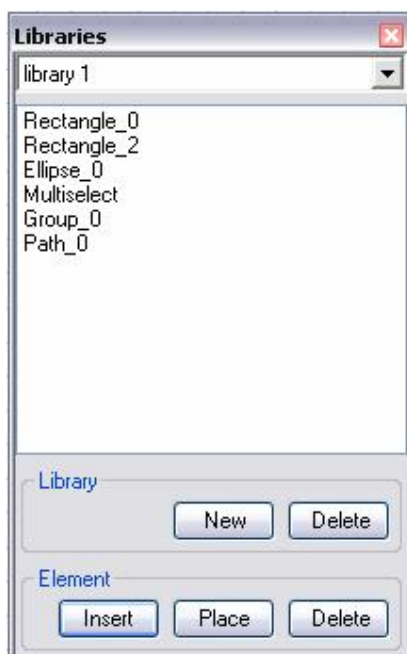 Libraries
library 1
Rectangle_0
Rectangle_2
Ellipse_0
Multiselect
Group_0
Path_0
Library
New Delete
Element
Insert Place Delete